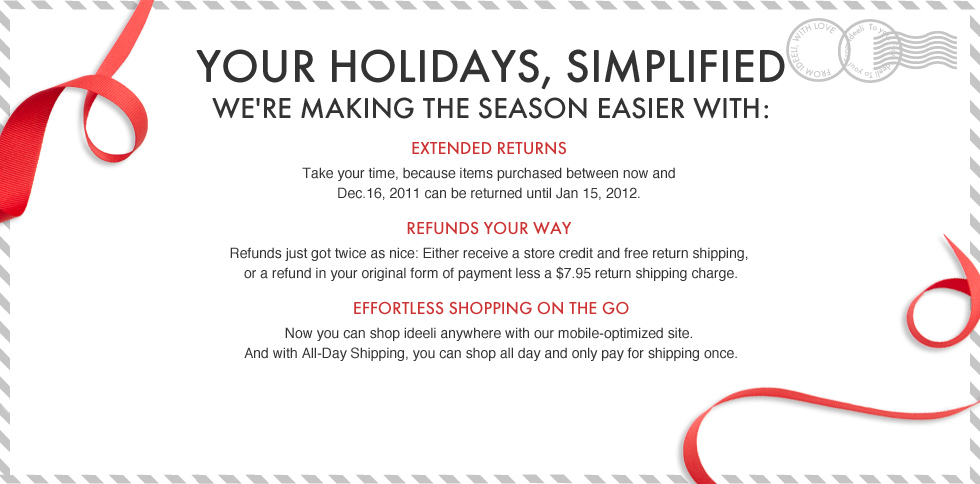 YOUR HOLIDAYS, SIMPLIFIED
WE'RE MAKING THE SEASON EASIER WITH:
EXTENDED RETURNS
Take your time, because items purchased between now and
Dec.16, 2011 can be returned until Jan 15, 2012.
REFUNDS YOUR WAY
Refunds just got twice as nice: Either receive a store credit and free return shipping,
or a refund in your original form of payment less a $7.95 return shipping charge.
EFFORTLESS SHOPPING ON THE GO
Now you can shop ideeli anywhere with our mobile-optimized site.
And with All-Day Shipping, you can shop all day and only pay for shipping once.
FROM IDEELI, WITH LOVE